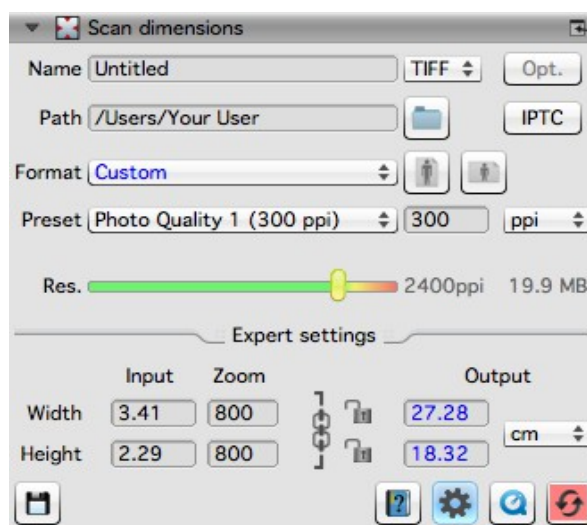 Scan dimensions
Name Untitled TIFF Opt.
Path /Users/Your User IPTC
Format Custom
Preset Photo Quality 1 (300 ppi) 300 ppi
Res. 2400ppi 19.9 MB
Expert settings
Input Zoom Output
Width 3.41 800 27.28
cm
Height 2.29 800 18.32